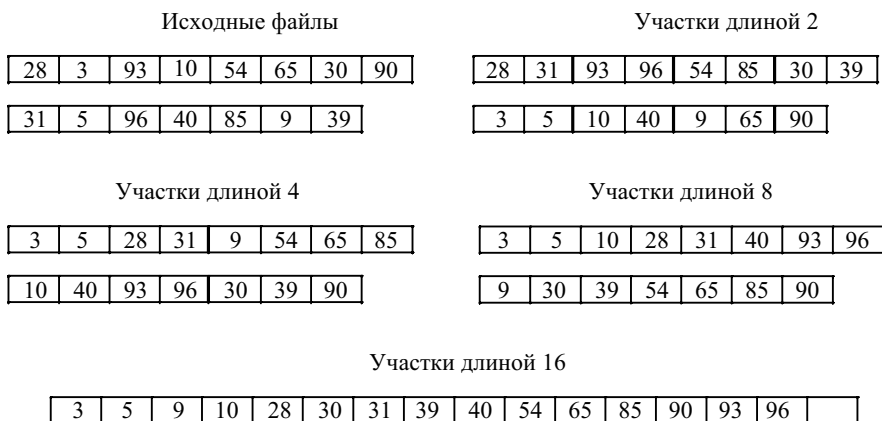 Исходные файлы
28 3 93 10 54 65 30 90
31 5 96 40 85 9 39
Участки длиной 2
28 31 93 96 54 85 30 39
3 5 10 40 9 65 90
Участки длиной 4
3 5 28 31 9 54 65 85
10 40 93 96 30 39 90
Участки длиной 8
3 5 10 28 31 40 93 96
9 30 39 54 65 85 90
Участки длиной 16
3 5 9 10 28 30 31 39 40 54 65 85 90 93 96